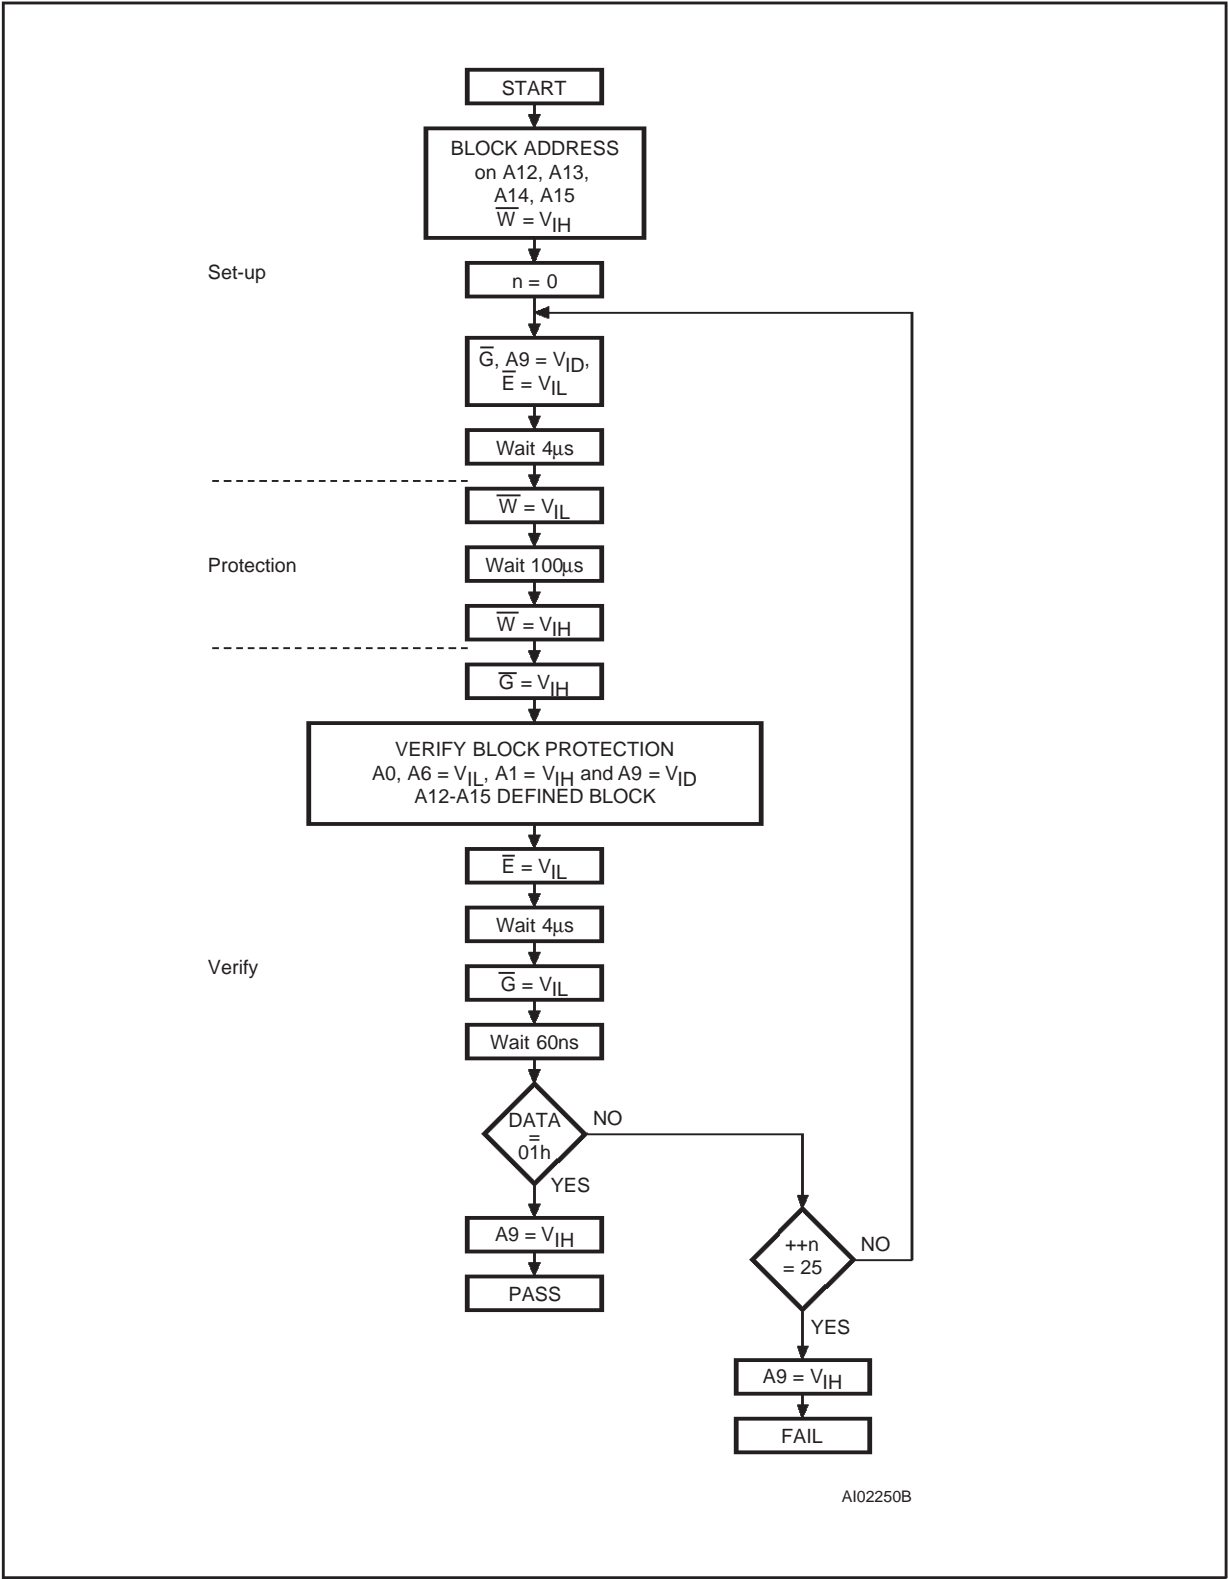 START
BLOCK ADDRESS
on A12, A13,
A14, A15
W̅ = VIH
Set-up
n = 0
G̅, A9 = VID,
E̅ = VIL
Wait 4µs
W̅ = VIL
Protection
Wait 100µs
W̅ = VIH
G̅ = VIH
VERIFY BLOCK PROTECTION
A0, A6 = VIL, A1 = VIH and A9 = VID
A12-A15 DEFINED BLOCK
E̅ = VIL
Wait 4µs
Verify
G̅ = VIL
Wait 60ns
DATA
=
01h
NO
YES
A9 = VIH
PASS
++n
= 25
NO
YES
A9 = VIH
FAIL
AI02250B